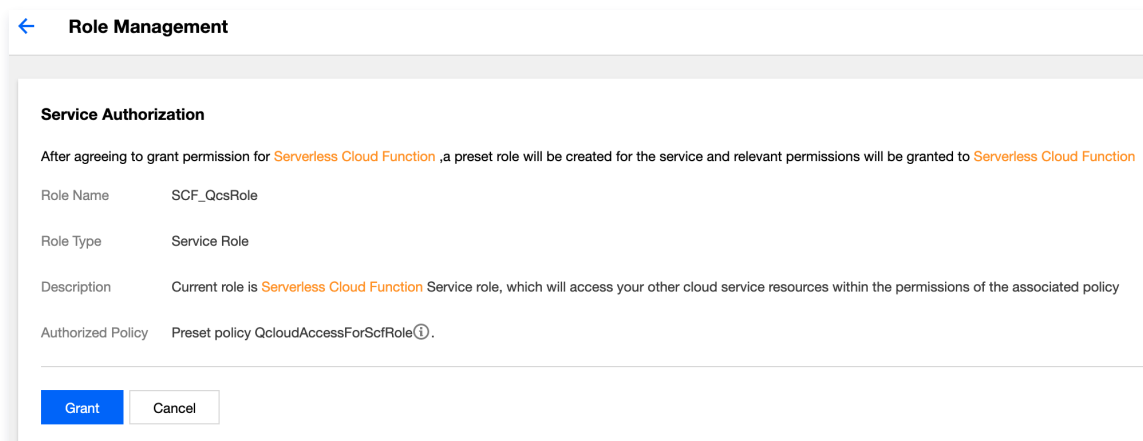 Role Management
Service Authorization
After agreeing to grant permission for Serverless Cloud Function ,a preset role will be created for the service and relevant permissions will be granted to Serverless Cloud Function
Role Name SCF_QcsRole
Role Type Service Role
Description Current role is Serverless Cloud Function Service role, which will access your other cloud service resources within the permissions of the associated policy
Authorized Policy Preset policy QcloudAccessForScfRole.
Grant Cancel